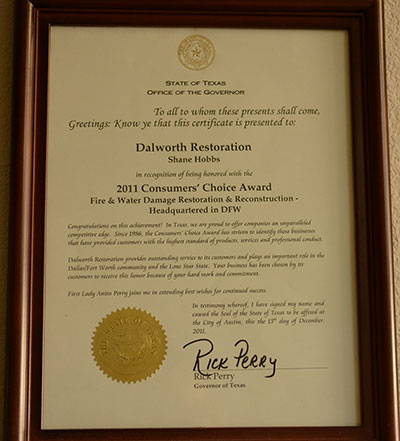 STATE OF TEXAS
OFFICE OF THE GOVERNOR
To all to whom these presents shall come,
Greetings: Know ye that this certificate is presented to:
Dalworth Restoration
Shane Hobbs
in recognition of being honored with the
2011 Consumers' Choice Award
Fire & Water Damage Restoration & Reconstruction -
Headquartered in DFW
Congratulations on this achievement! In Texas, we are proud to offer companies an unparalleled
competitive edge. Since 1986, the Consumers' Choice Award has striven to identify those businesses
that have provided customers with the highest standard of products, services and professional conduct.
Dalworth Restoration provides outstanding service to its customers and plays an important role in the
Dallas/Fort Worth community and the Lone Star State. Your business has been chosen by its
customers to receive this honor because of your hard work and commitment.
First Lady Anita Perry joins me in extending best wishes for continued success.
In testimony whereof, I have signed my name and
caused the Seal of the State of Texas to be affixed at
the City of Austin, this the 13th day of December,
2011.
RICK PERRY
Rick Perry
Governor of Texas